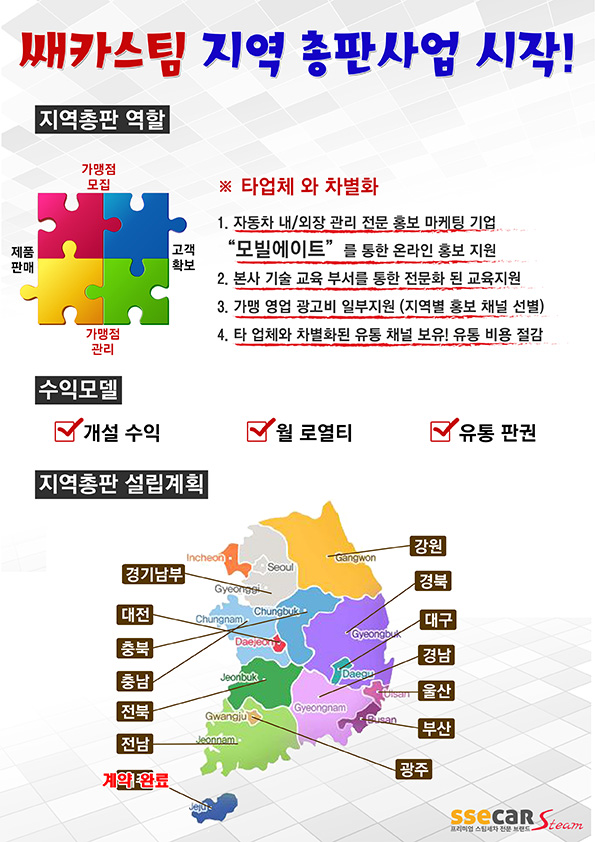 쌔카스팀 지역 총판사업 시작!
지역총판 역할
가맹점
모집
제품
판매
고객
확보
가맹점
관리
※ 타업체 와 차별화
1. 자동차 내/외장 관리 전문 홍보 마케팅 기업
“모빌에이트” 를 통한 온라인 홍보 지원
2. 본사 기술 교육 부서를 통한 전문화 된 교육지원
3. 가맹 영업 광고비 일부지원 (지역별 홍보 채널 선별)
4. 타 업체와 차별화된 유통 채널 보유! 유통 비용 절감
수익모델
개설 수익
월 로열티
유통 판권
지역총판 설립계획
강원
Incheon
Seoul
Gangwon
경기남부
경북
Gyeonggi
대전
Chungnam
Chungbuk
대구
Gyeongbuk
충북
Daejeon
경남
충남
Jeonbuk
Daegu
울산
Ulsan
전북
Gyeongnam
Gwangju
Busan
부산
전남
Jeonnam
광주
계약 완료
Jeju
ssecar Steam
프리미엄 스팀세차 전문 브랜드